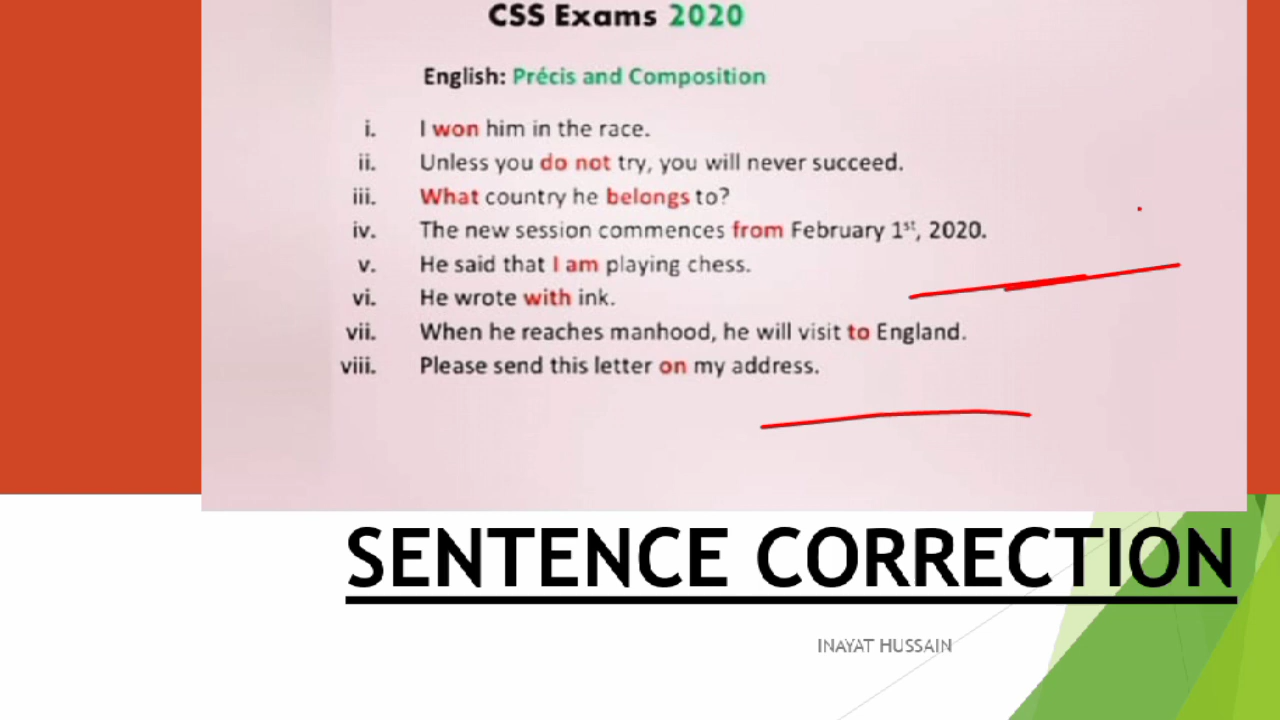 CSS Exams 2020
English: Précis and Composition
i. I won him in the race.
ii. Unless you do not try, you will never succeed.
iii. What country he belongs to?
iv. The new session commences from February 1st, 2020.
v. He said that I am playing chess.
vi. He wrote with ink.
vii. When he reaches manhood, he will visit to England.
viii. Please send this letter on my address.
SENTENCE CORRECTION
INAYAT HUSSAIN